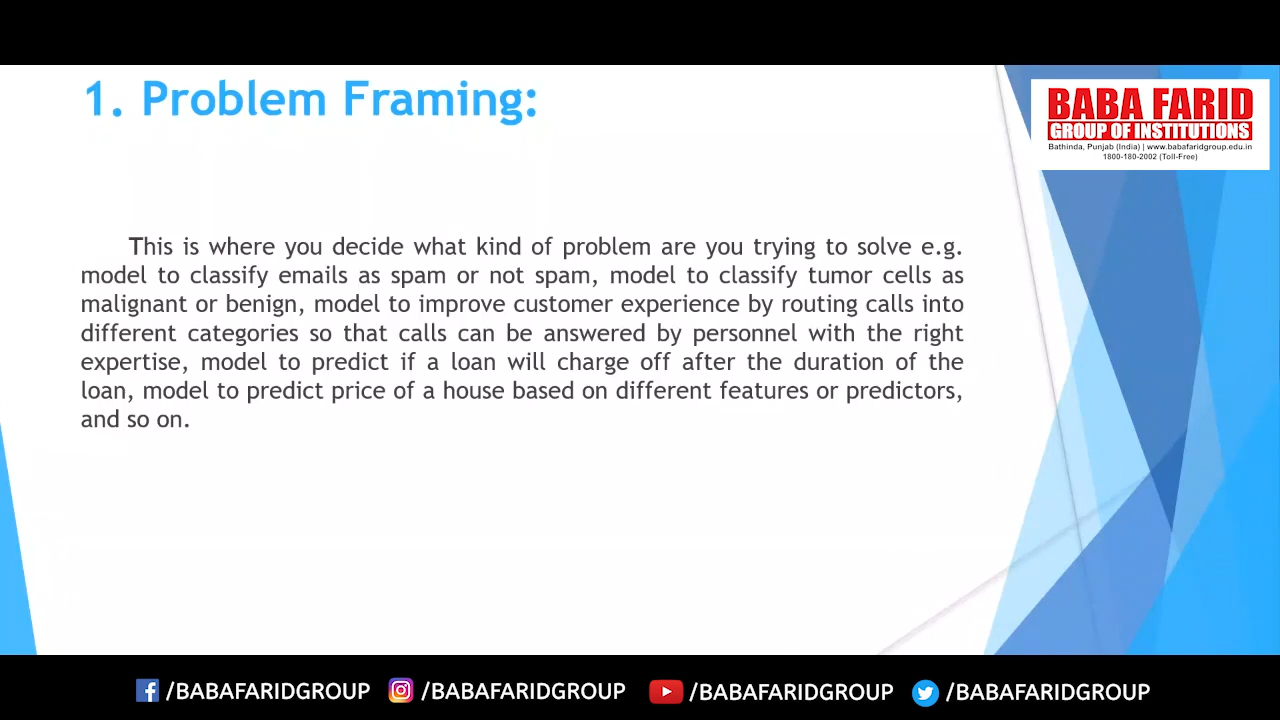 1. Problem Framing:
BABA FARID
GROUP OF INSTITUTIONS
Bathinda, Punjab (India) | www.babafaridgroup.edu.in
1800-180-2002 (Toll-Free)
This is where you decide what kind of problem are you trying to solve e.g.
model to classify emails as spam or not spam, model to classify tumor cells as
malignant or benign, model to improve customer experience by routing calls into
different categories so that calls can be answered by personnel with the right
expertise, model to predict if a loan will charge off after the duration of the
loan, model to predict price of a house based on different features or predictors,
and so on.
/BABAFARIDGROUP /BABAFARIDGROUP /BABAFARIDGROUP /BABAFARIDGROUP